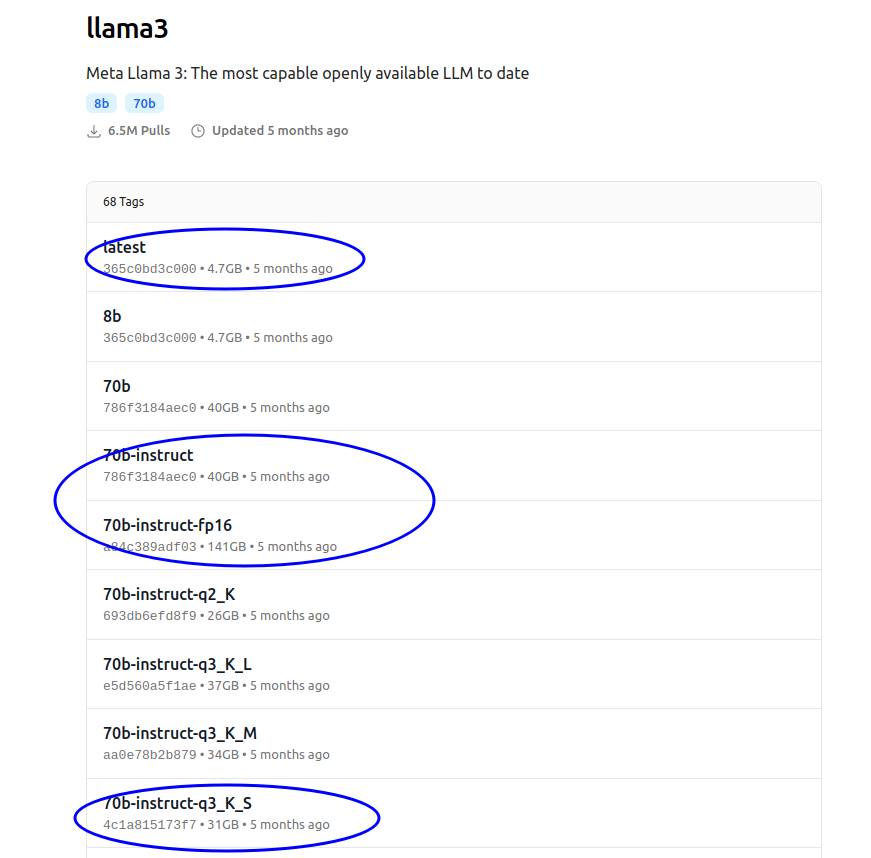 llama3
Meta Llama 3: The most capable openly available LLM to date
8b 70b
6.5M Pulls Updated 5 months ago
68 Tags
latest
365c0bd3c000 • 4.7GB • 5 months ago
8b
365c0bd3c000 • 4.7GB • 5 months ago
70b
786f3184aec0 • 40GB • 5 months ago
70b-instruct
786f3184aec0 • 40GB • 5 months ago
70b-instruct-fp16
a84c389adf03 • 141GB • 5 months ago
70b-instruct-q2_K
693db6efd8f9 • 26GB • 5 months ago
70b-instruct-q3_K_L
e5d560a5f1ae • 37GB • 5 months ago
70b-instruct-q3_K_M
aa0e78b2b879 • 34GB • 5 months ago
70b-instruct-q3_K_S
4c1a815173f7 • 31GB • 5 months ago